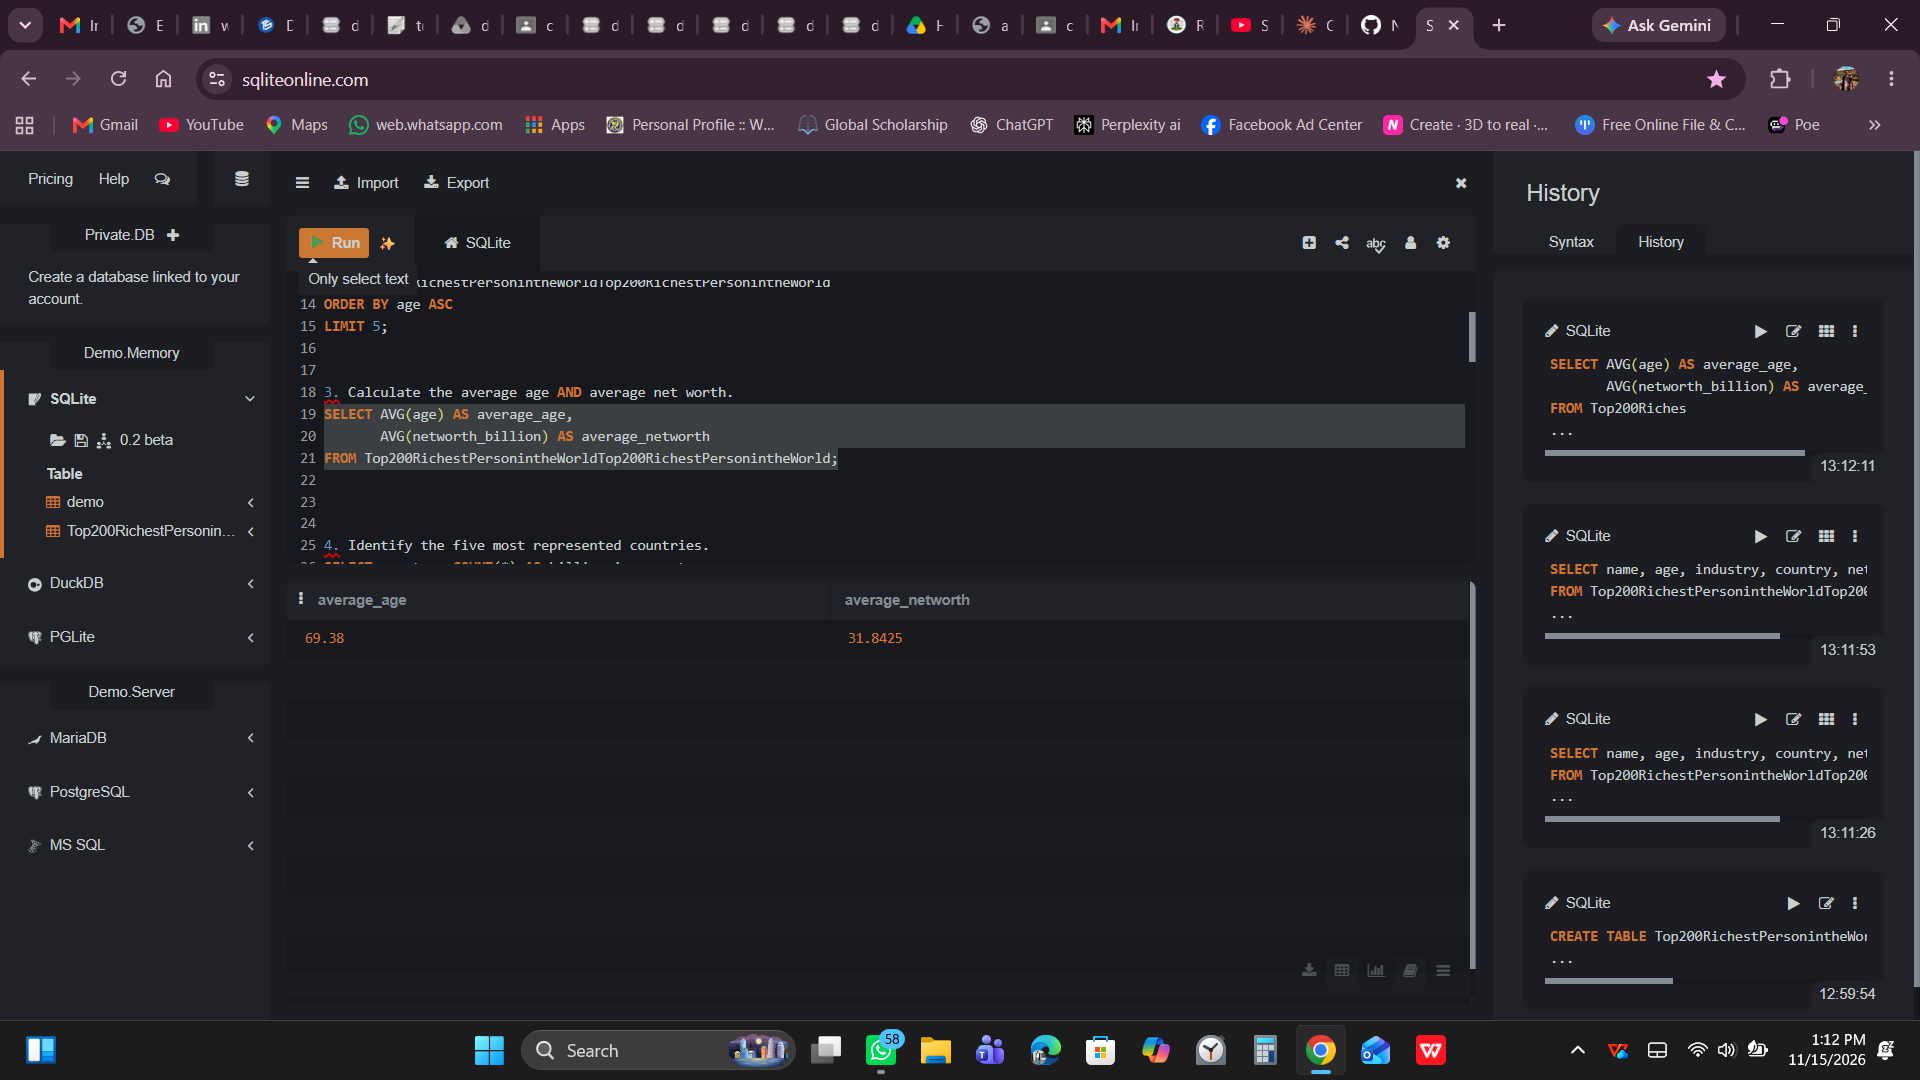 Ask Gemini
sqliteonline.com
Gmail
YouTube
Maps
web.whatsapp.com
Apps
Personal Profile :: W...
Global Scholarship
ChatGPT
Perplexity ai
Facebook Ad Center
Create · 3D to real ·...
Free Online File & C...
Poe
Pricing
Help
Import
Export
History
Private.DB
Create a database linked to your
account.
Demo.Memory
SQLite
0.2 beta
Table
demo
Top200RichestPersonin...
DuckDB
PGLite
Demo.Server
MariaDB
PostgreSQL
MS SQL
Run
SQLite
Only select text
ichestPersonintheWorldTop200RichestPersonintheWorld
14 ORDER BY age ASC
15 LIMIT 5;
16
17
18 3. Calculate the average age AND average net worth.
19 SELECT AVG(age) AS average_age,
20 AVG(networth_billion) AS average_networth
21 FROM Top200RichestPersonintheWorldTop200RichestPersonintheWorld;
22
23
24
25 4. Identify the five most represented countries.
average_age average_networth
69.38 31.8425
Syntax
History
SQLite
SELECT AVG(age) AS average_age,
AVG(networth_billion) AS average_
FROM Top200Riches
...
13:12:11
SQLite
SELECT name, age, industry, country, net
FROM Top200RichestPersonintheWorldTop200
...
13:11:53
SQLite
SELECT name, age, industry, country, net
FROM Top200RichestPersonintheWorldTop200
...
13:11:26
SQLite
CREATE TABLE Top200RichestPersonintheWor
...
12:59:54
Search
58
1:12 PM
11/15/2026